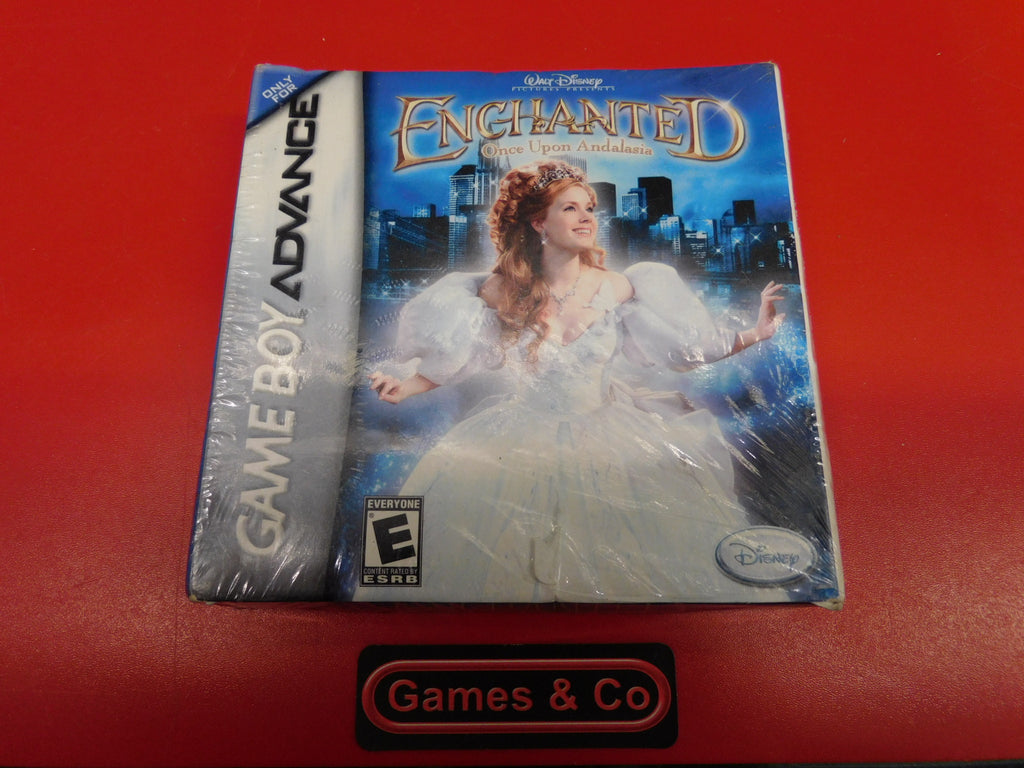 ONLY
FOR
GAME BOY ADVANCE
WALT DISNEY
PICTURES PRESENTS
ENCHANTED
Once Upon Andalasia
EVERYONE
E
CONTENT RATED BY
ESRB
DISNEY
Games & Co